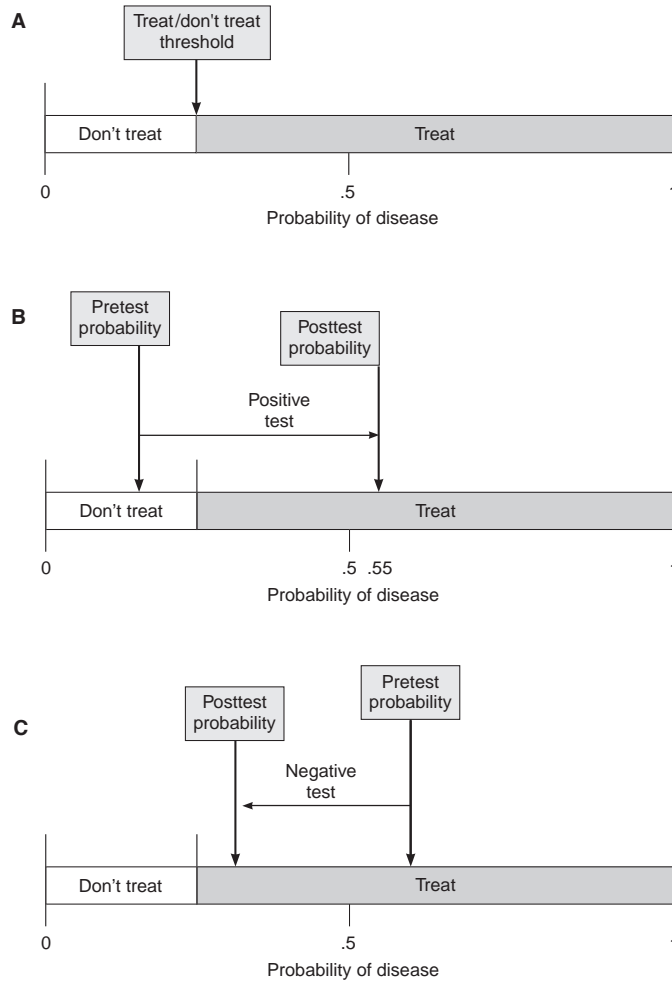 A
Treat/don't treat
threshold
Don't treat
Treat
0
.5
Probability of disease
B
Pretest
probability
Posttest
probability
Positive
test
Don't treat
Treat
0
.5 .55
Probability of disease
C
Posttest
probability
Pretest
probability
Negative
test
Don't treat
Treat
0
.5
Probability of disease